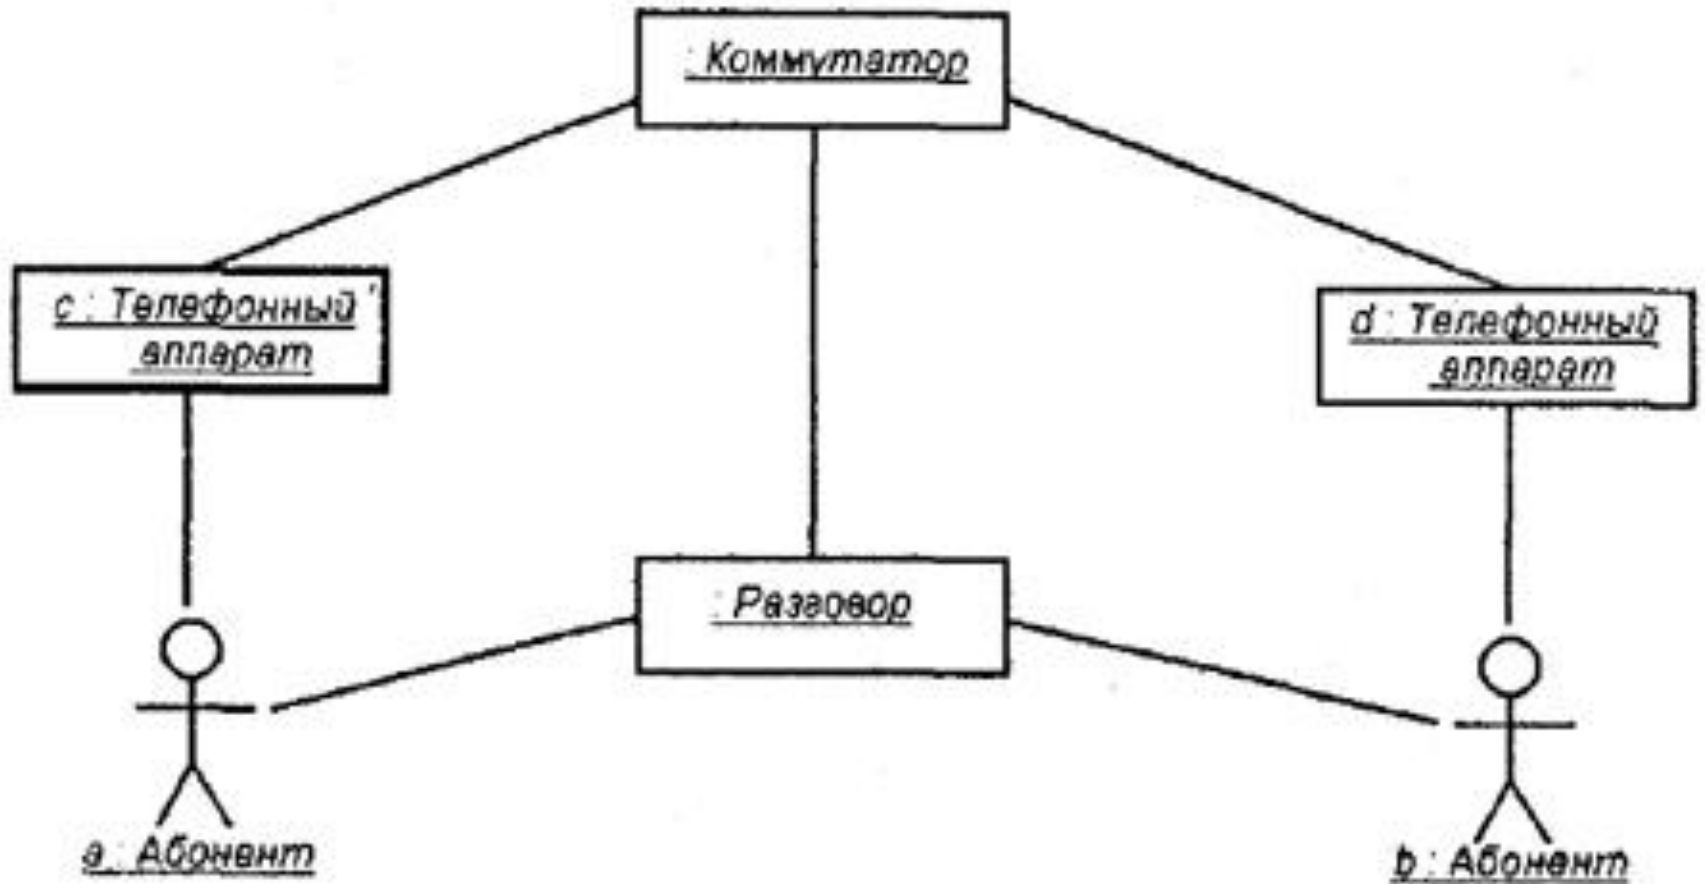 : Коммутатор
c : Телефонный
аппарат
d : Телефонный
аппарат
: Разговор
a : Абонент
b : Абонент